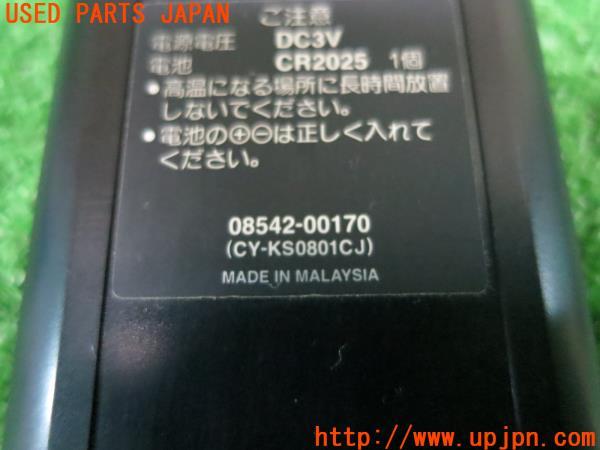 USED PARTS JAPAN
ご注意
電源電圧 DC3V
電池 CR2025 1個
●高温になる場所に長時間放置
しないでください。
●電池の⊕⊖は正しく入れて
ください。
08542-00170
(CY-KS0801CJ)
MADE IN MALAYSIA
UPJ
http://www.upjpn.com/